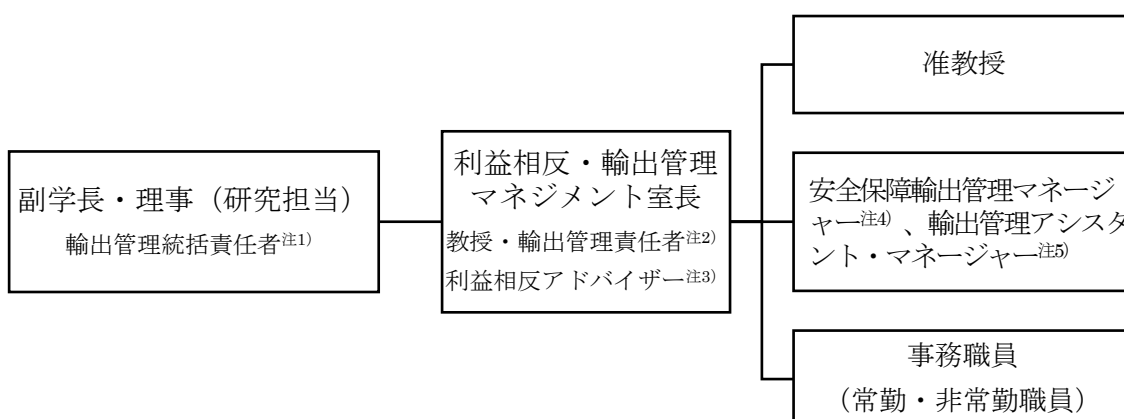 副学長・理事（研究担当）
輸出管理統括責任者注1)
利益相反・輸出管理
マネジメント室長
教授・輸出管理責任者注2)
利益相反アドバイザー注3)
准教授
安全保障輸出管理マネージ
ャー注4) 、輸出管理アシスタ
ント・マネージャー注5)
事務職員
（常勤・非常勤職員）